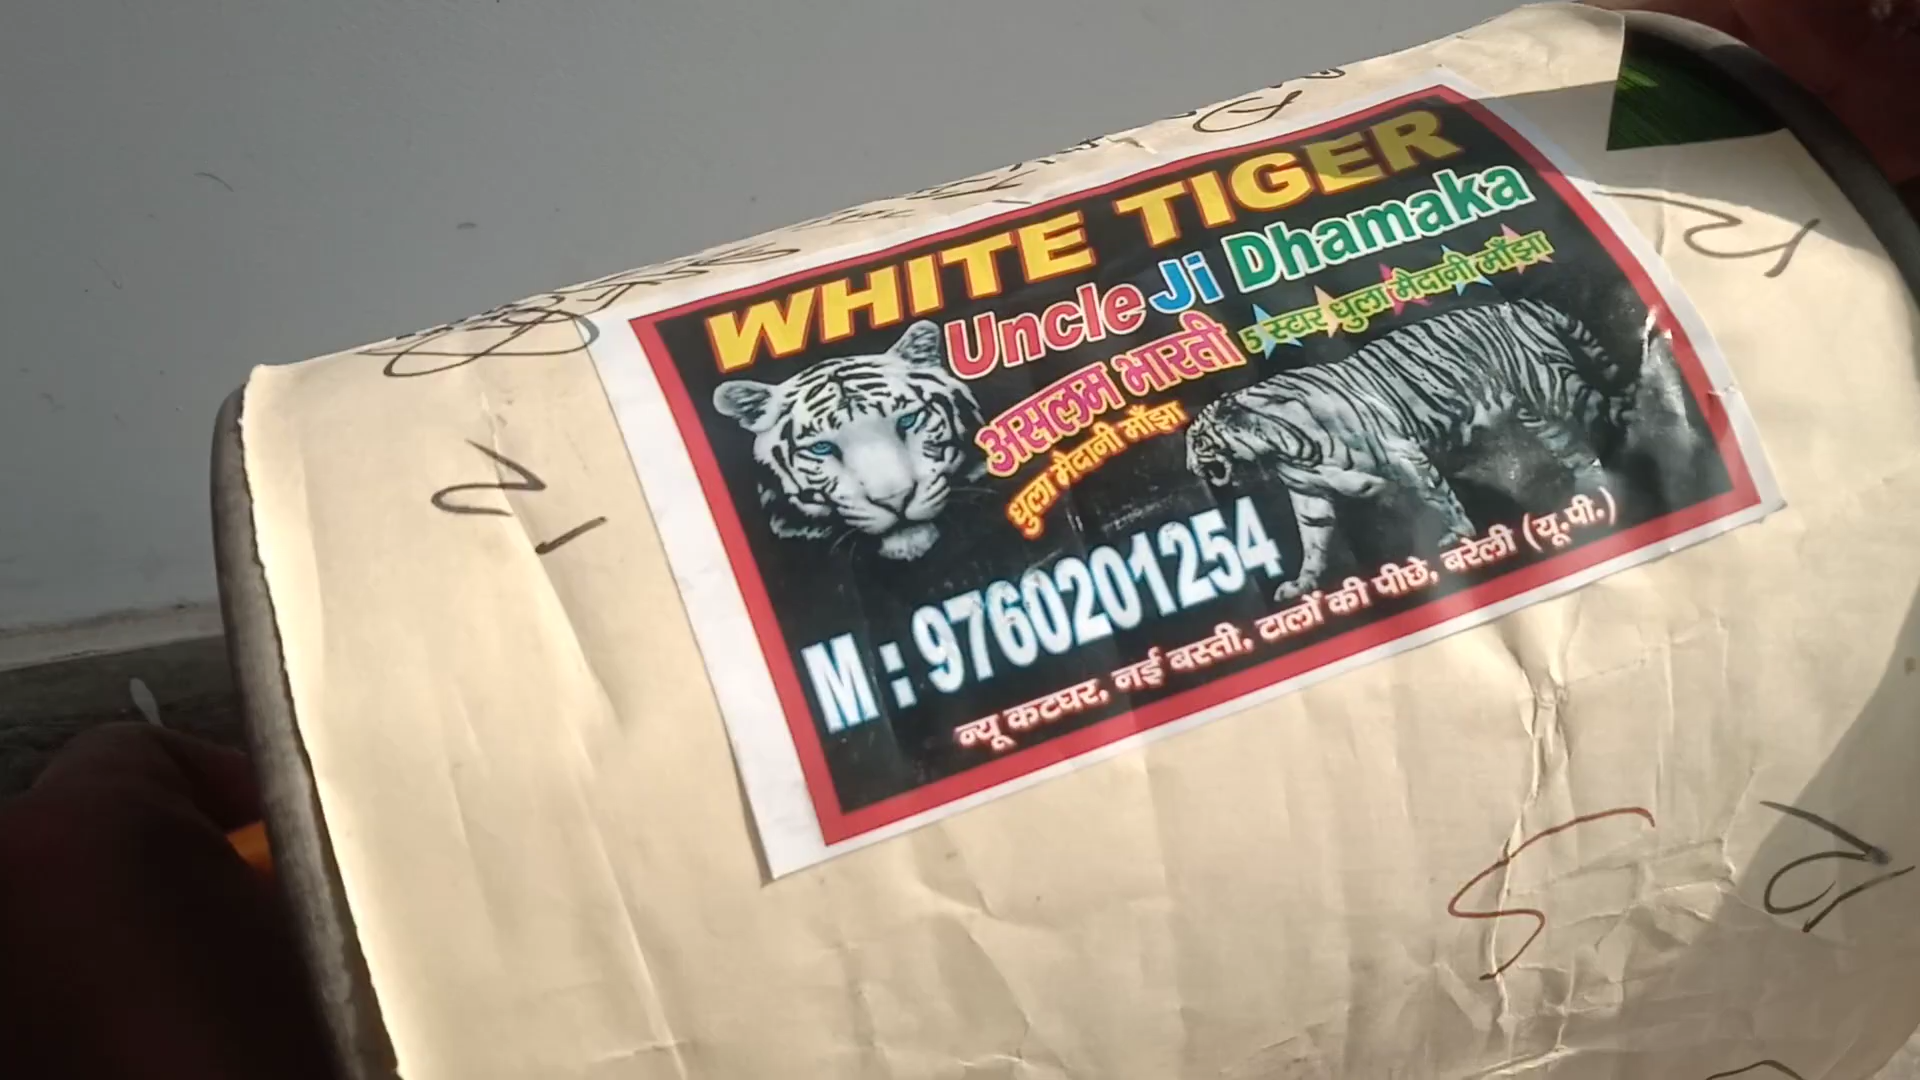 WHITE TIGER
Uncle Ji Dhamaka
असलम भारती 5 स्टार धुला मैदानी माँझा
धुला मैदानी माँझा
M : 9760201254
न्यू कटघर, नई बस्ती, टालों की पीछे, बरेली (यू.पी.)